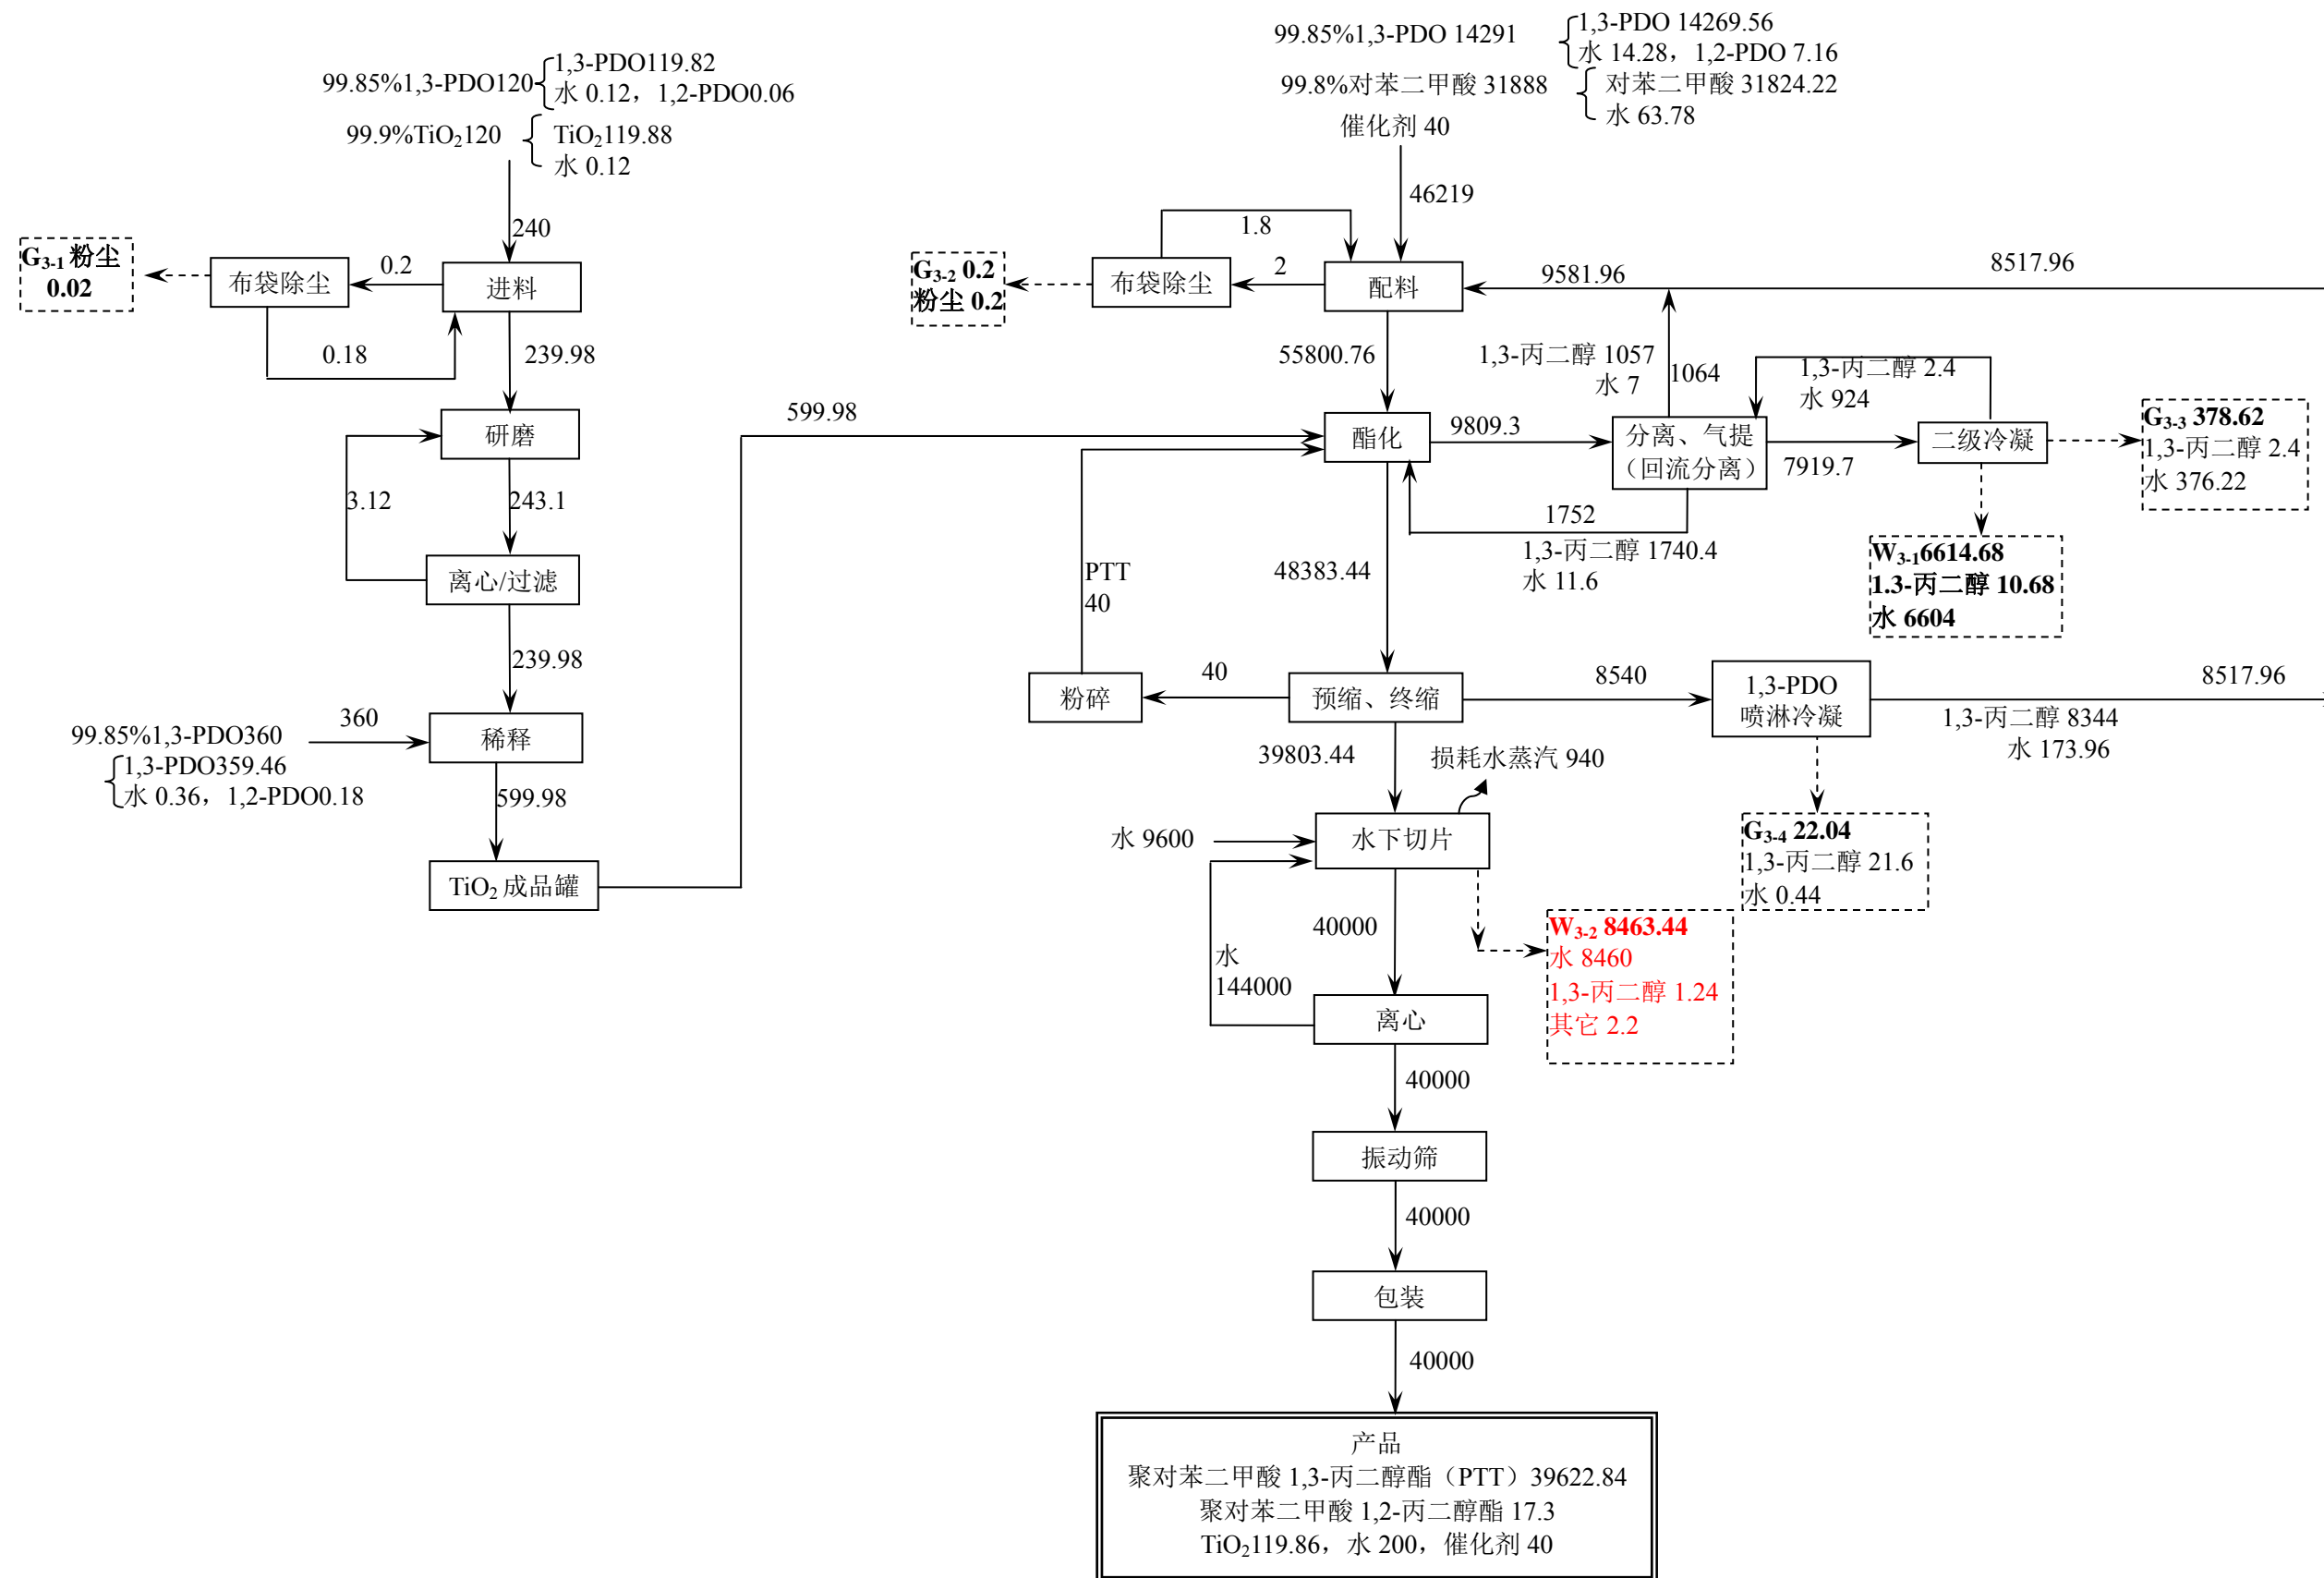 99.85%1,3-PDO120
1,3-PDO119.82
水 0.12，1,2-PDO0.06
99.9%TiO₂120
TiO₂119.88
水 0.12
240
G₃₋₁ 粉尘
0.02
布袋除尘
0.2
进料
0.18
239.98
研磨
3.12
243.1
离心/过滤
239.98
99.85%1,3-PDO360
1,3-PDO359.46
水 0.36，1,2-PDO0.18
360
稀释
599.98
TiO₂ 成品罐
599.98
99.85%1,3-PDO 14291
1,3-PDO 14269.56
水 14.28，1,2-PDO 7.16
99.8%对苯二甲酸 31888
对苯二甲酸 31824.22
水 63.78
催化剂 40
46219
1.8
G₃₋₂ 0.2
粉尘 0.2
布袋除尘
2
配料
9581.96
8517.96
55800.76
1,3-丙二醇 1057
水 7
1064
1,3-丙二醇 2.4
水 924
酯化
9809.3
分离、气提
（回流分离）
7919.7
二级冷凝
G₃₋₃ 378.62
1,3-丙二醇 2.4
水 376.22
1752
1,3-丙二醇 1740.4
水 11.6
W₃₋₁6614.68
1.3-丙二醇 10.68
水 6604
PTT
40
48383.44
粉碎
40
预缩、终缩
8540
1,3-PDO
喷淋冷凝
8517.96
1,3-丙二醇 8344
水 173.96
39803.44
损耗水蒸汽 940
水 9600
水下切片
G₃₋₄ 22.04
1,3-丙二醇 21.6
水 0.44
水
144000
40000
W₃₋₂ 8463.44
水 8460
1,3-丙二醇 1.24
其它 2.2
离心
40000
振动筛
40000
包装
40000
产品
聚对苯二甲酸 1,3-丙二醇酯（PTT）39622.84
聚对苯二甲酸 1,2-丙二醇酯 17.3
TiO₂119.86，水 200，催化剂 40